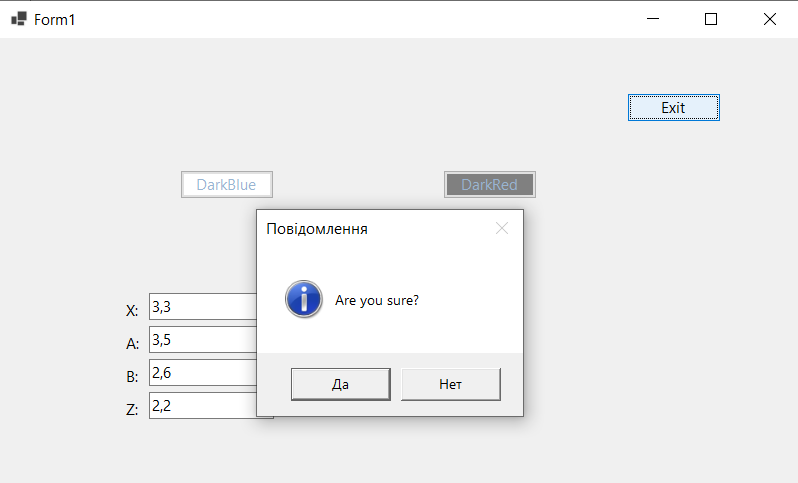 Form1
Exit
DarkBlue
DarkRed
Повідомлення
Are you sure?
Да
Нет
X: 3,3
A: 3,5
B: 2,6
Z: 2,2